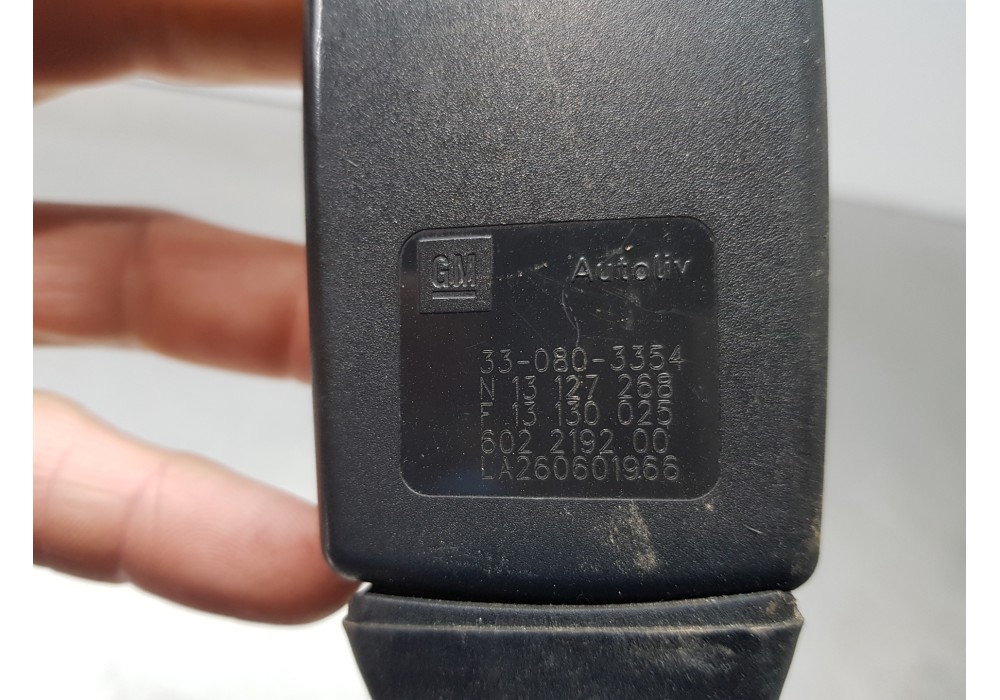 GM Autoliv
33-080-3354
N 13 127 268
F 13 130 025
602 2192 00
LA260601966